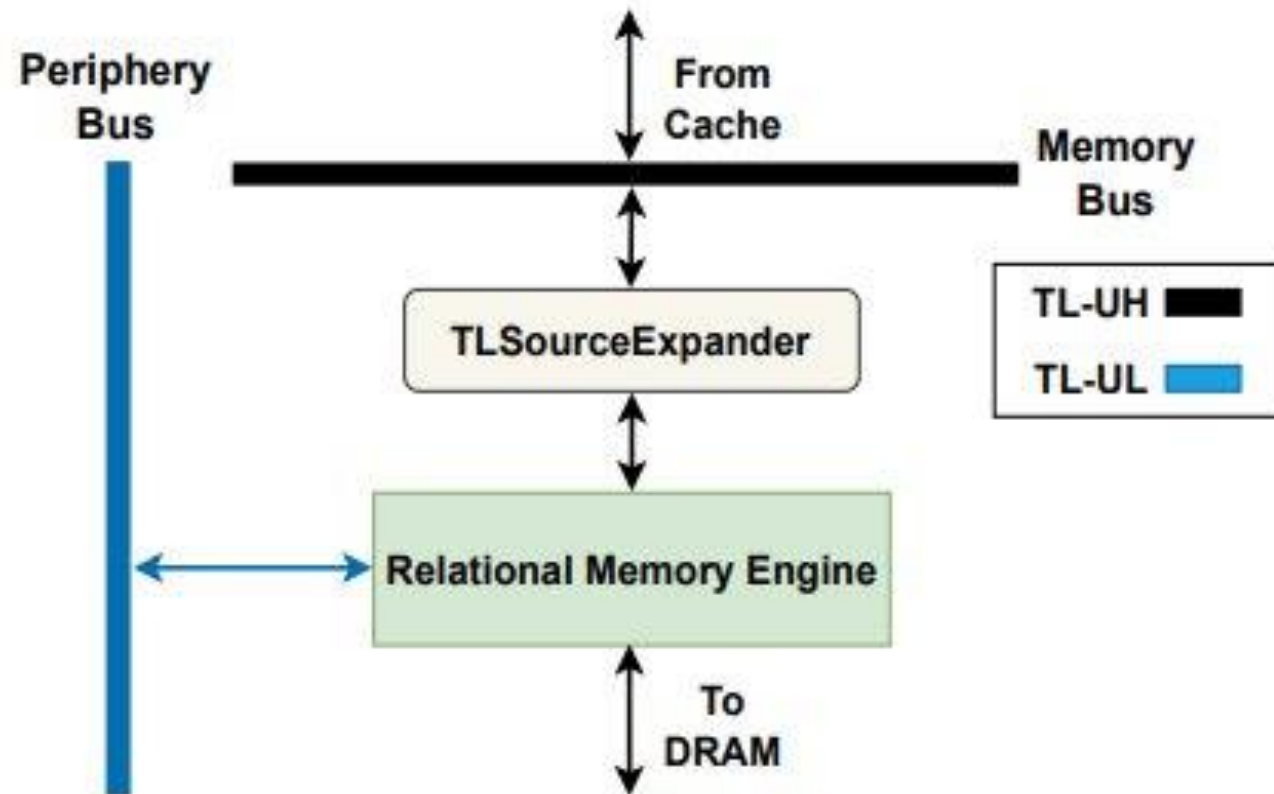 Periphery
Bus
From
Cache
Memory
Bus
TL-UH
TL-UL
TLSourceExpander
Relational Memory Engine
To
DRAM